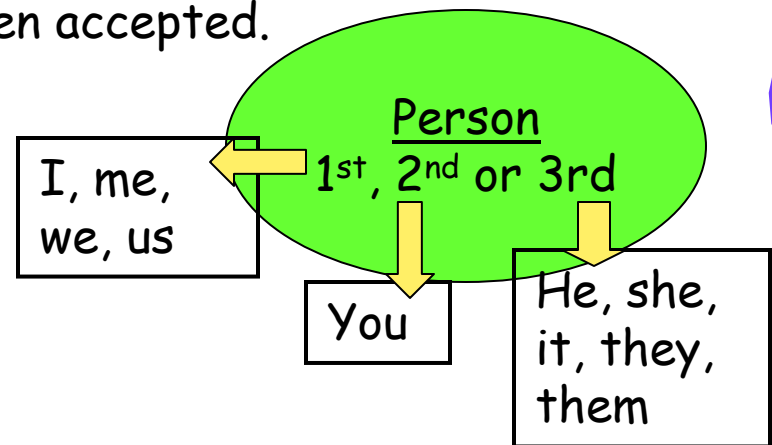 en accepted.
Person
1st, 2nd or 3rd
I, me,
we, us
You
He, she,
it, they,
them